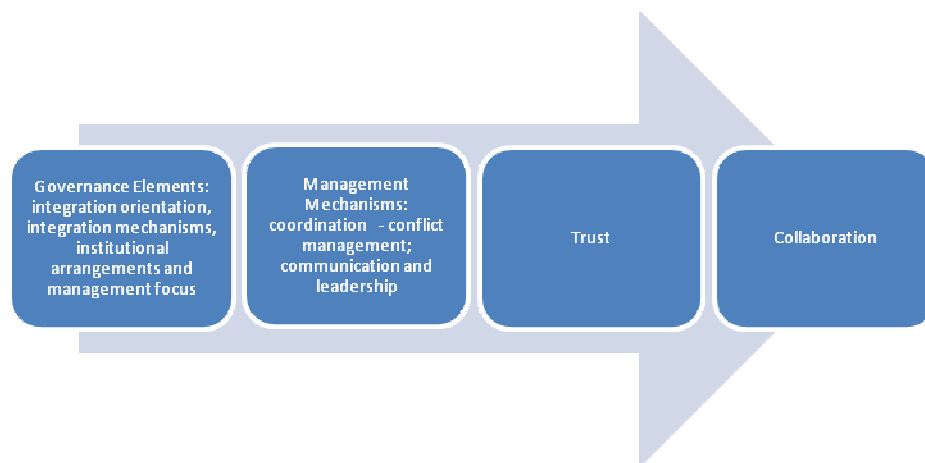 Governance Elements:
integration orientation,
integration mechanisms,
institutional
arrangements and
management focus
Management
Mechanisms:
coordination - conflict
management;
communication and
leadership
Trust
Collaboration